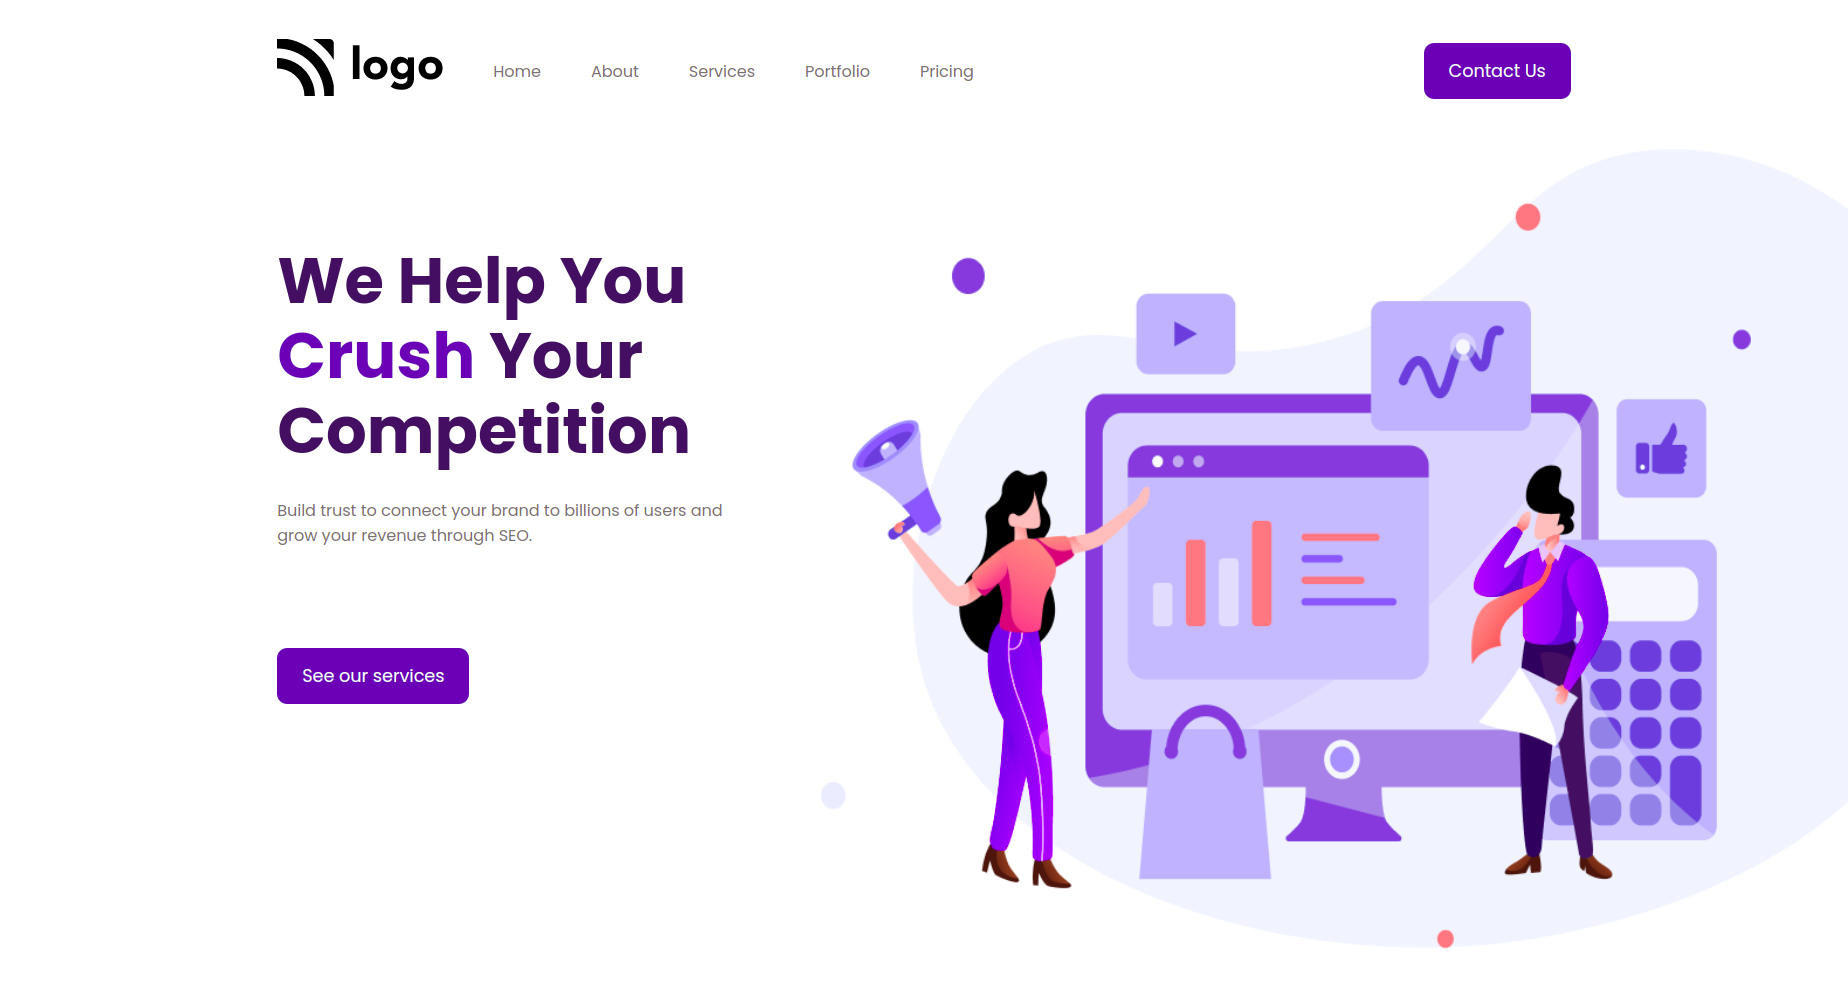 logo
Home
About
Services
Portfolio
Pricing
Contact Us
We Help You
Crush Your
Competition
Build trust to connect your brand to billions of users and
grow your revenue through SEO.
See our services